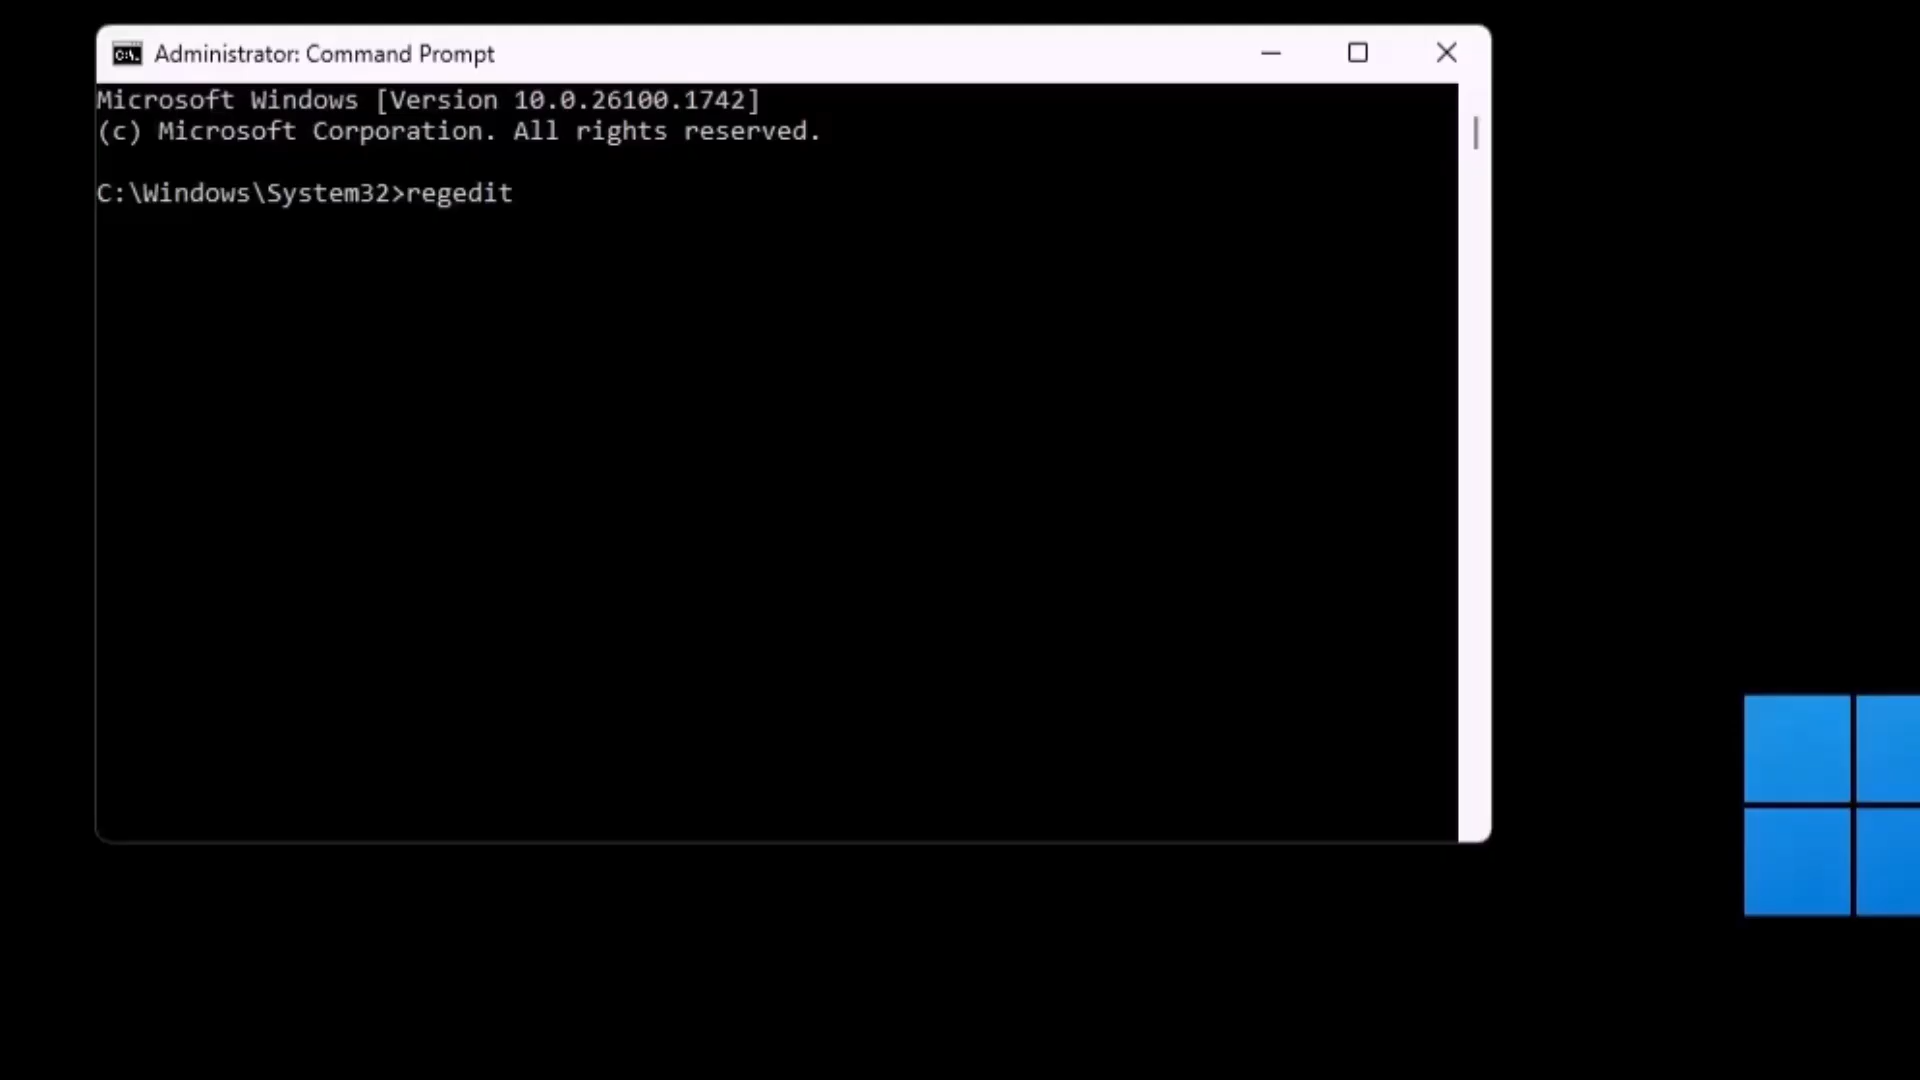 Administrator: Command Prompt
Microsoft Windows [Version 10.0.26100.1742]
(c) Microsoft Corporation. All rights reserved.
C:\Windows\System32>regedit